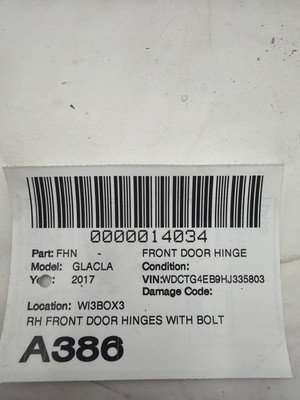 0000014034
Part: FHN - FRONT DOOR HINGE
Model: GLACLA Condition:
Year: 2017 VIN:WDCTG4EB9HJ335803
Damage Code:
Location: WI3BOX3
RH FRONT DOOR HINGES WITH BOLT
A386